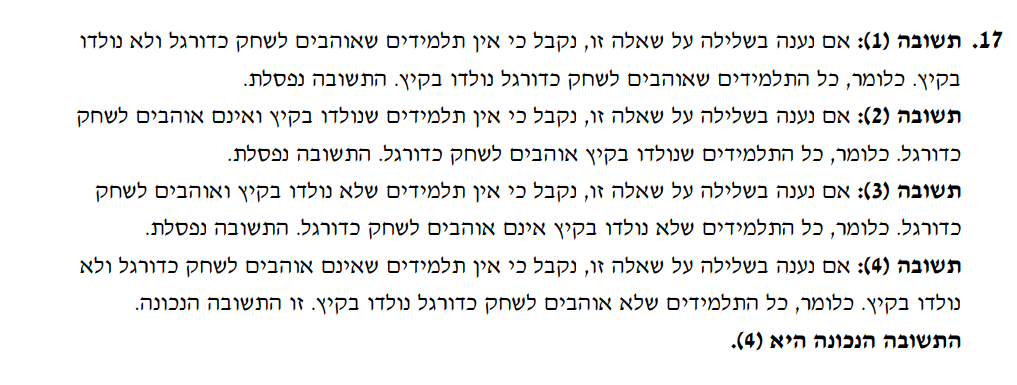 17. תשובה (1): אם נענה בשלילה על שאלה זו, נקבל כי אין תלמידים שאוהבים לשחק כדורגל ולא נולדו
בקיץ. כלומר, כל התלמידים שאוהבים לשחק כדורגל נולדו בקיץ. התשובה נפסלת.
תשובה (2): אם נענה בשלילה על שאלה זו, נקבל כי אין תלמידים שנולדו בקיץ ואינם אוהבים לשחק
כדורגל. כלומר, כל התלמידים שנולדו בקיץ אוהבים לשחק כדורגל. התשובה נפסלת.
תשובה (3): אם נענה בשלילה על שאלה זו, נקבל כי אין תלמידים שלא נולדו בקיץ ואוהבים לשחק
כדורגל. כלומר, כל התלמידים שלא נולדו בקיץ אינם אוהבים לשחק כדורגל. התשובה נפסלת.
תשובה (4): אם נענה בשלילה על שאלה זו, נקבל כי אין תלמידים שאינם אוהבים לשחק כדורגל ולא
נולדו בקיץ. כלומר, כל התלמידים שלא אוהבים לשחק כדורגל נולדו בקיץ. זו התשובה הנכונה.
התשובה הנכונה היא (4).